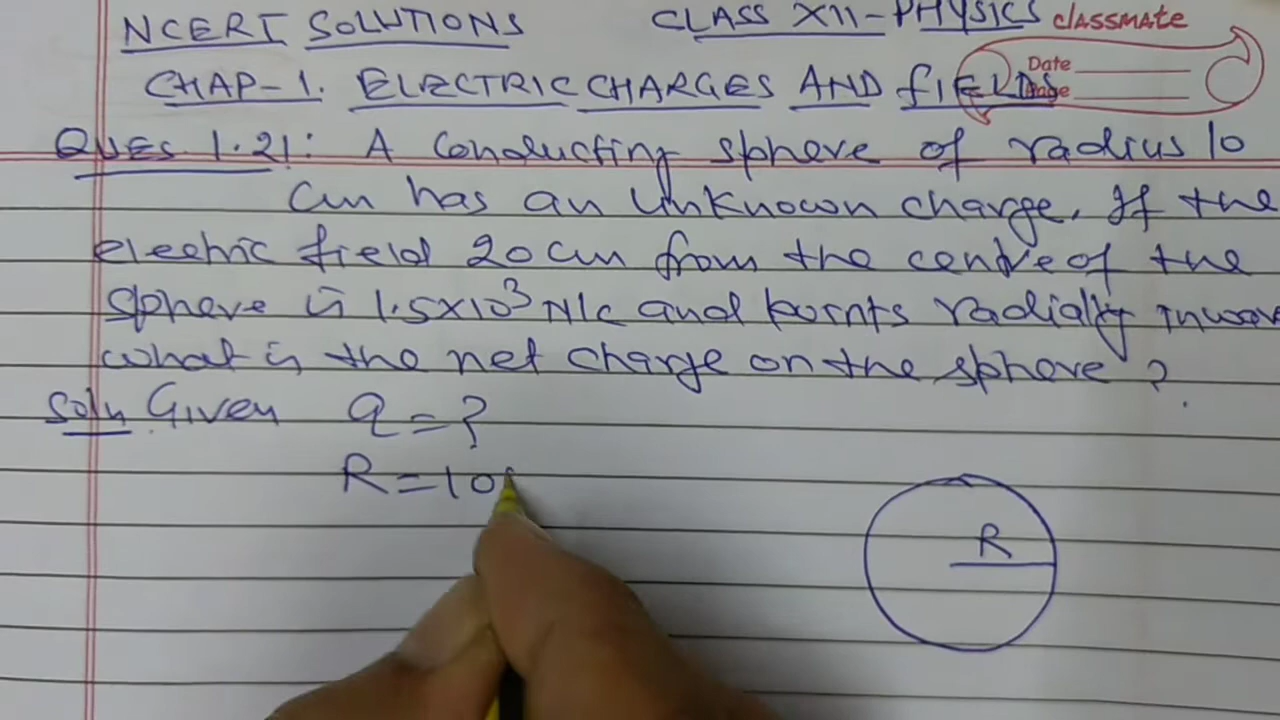 NCERT SOLUTIONS CLASS XII-PHYSICS classmate
Date
Page
CHAP-1. ELECTRIC CHARGES AND FIELDS
QUES 1.21: A Conducting sphere of radius 10
Cm has an unknown charge. If the
electric field 20 cm from the centre of the
sphere is 1.5×10³ N/C and points radially inward
what is the net charge on the sphere ?
Soln Given q = ?
R = 10
R